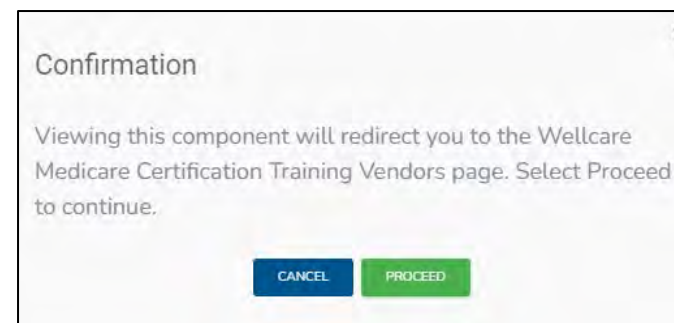 Confirmation
Viewing this component will redirect you to the Wellcare
Medicare Certification Training Vendors page. Select Proceed
to continue.
CANCEL PROCEED